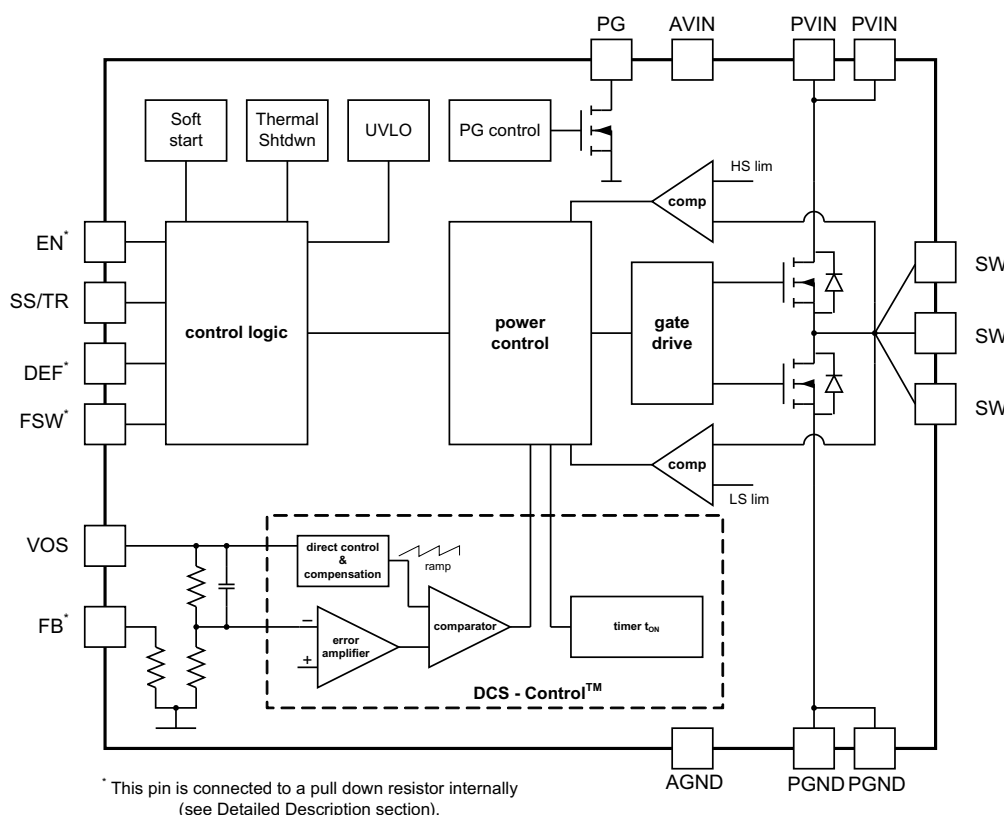 PG
AVIN
PVIN
PVIN
Soft
start
Thermal
Shtdwn
UVLO
PG control
HS lim
comp
EN*
SS/TR
DEF*
FSW*
control logic
power
control
gate
drive
SW
SW
SW
comp
LS lim
VOS
FB*
direct control
&
compensation
ramp
error
amplifier
−
+
comparator
timer tON
DCS - Control™
AGND
PGND
PGND
* This pin is connected to a pull down resistor internally
(see Detailed Description section).